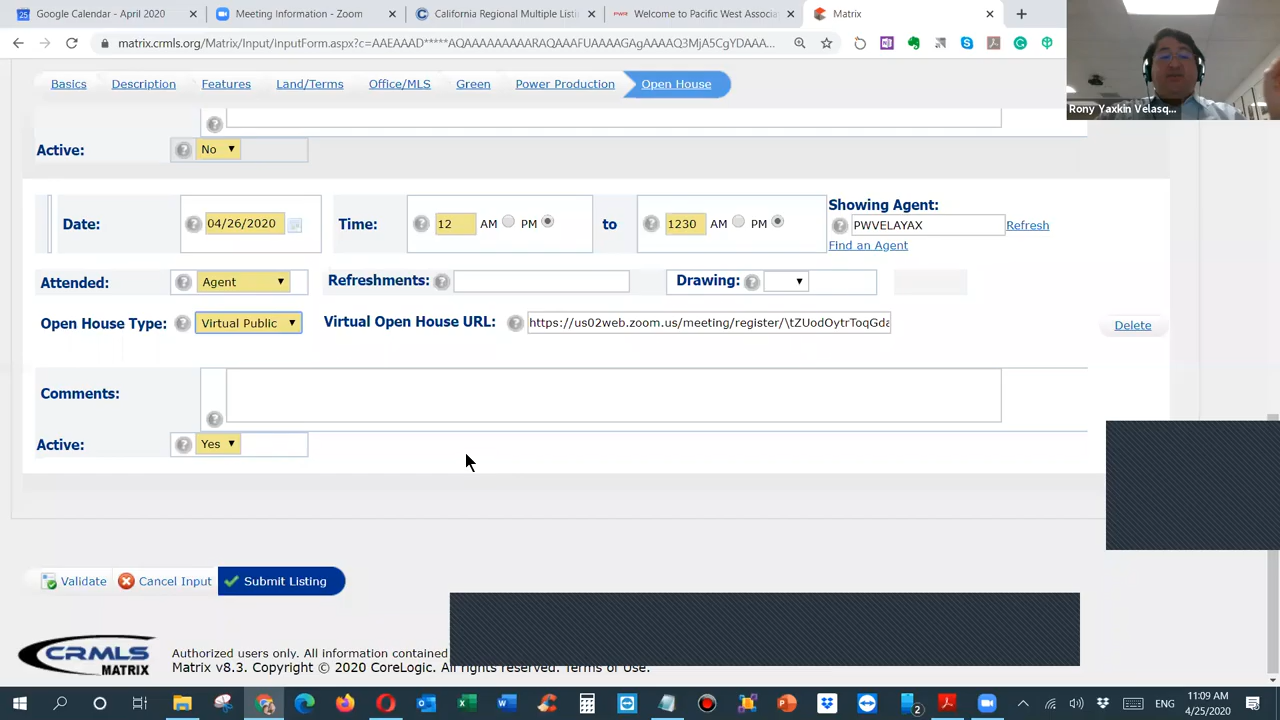 Google Calendar - April 2020
Meeting Information - Zoom
California Regional Multiple Listi
PWR
Welcome to Pacific West Associa
Matrix
matrix.crmls.org/Matrix/Input/InputForm.aspx?c=AAEAAAD*****AQAAAAAAAAARAQAAAFUAAAAGAgAAAAQ3MjA5CgYDAAA...
Rony Yaxkin Velasq...
Basics
Description
Features
Land/Terms
Office/MLS
Green
Power Production
Open House
Active: No
Showing Agent:
Date: 04/26/2020 Time: 12 AM PM to 1230 AM PM PWVELAYAX Refresh
Find an Agent
Attended: Agent Refreshments: Drawing:
Open House Type: Virtual Public Virtual Open House URL: https://us02web.zoom.us/meeting/register/\tZUodOytrToqGda
Delete
Comments:
Active: Yes
Validate Cancel Input Submit Listing
CRMLS
MATRIX
Authorized users only. All information contained
Matrix v8.3. Copyright © 2020 CoreLogic. All rights reserved. Terms of Use.
ENG
11:09 AM
4/25/2020
2